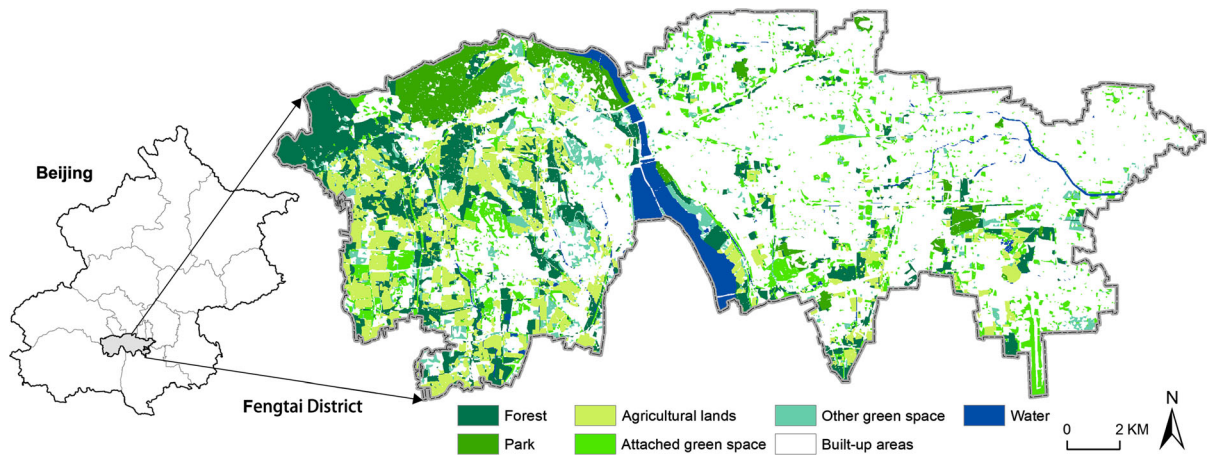 Beijing
Fengtai District
Forest
Agricultural lands
Other green space
Water
Park
Attached green space
Built-up areas
0 2 KM
N